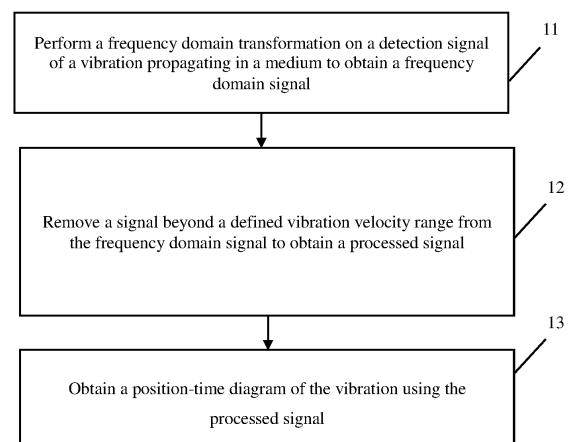 Perform a frequency domain transformation on a detection signal
of a vibration propagating in a medium to obtain a frequency
domain signal
11
Remove a signal beyond a defined vibration velocity range from
the frequency domain signal to obtain a processed signal
12
Obtain a position-time diagram of the vibration using the
processed signal
13